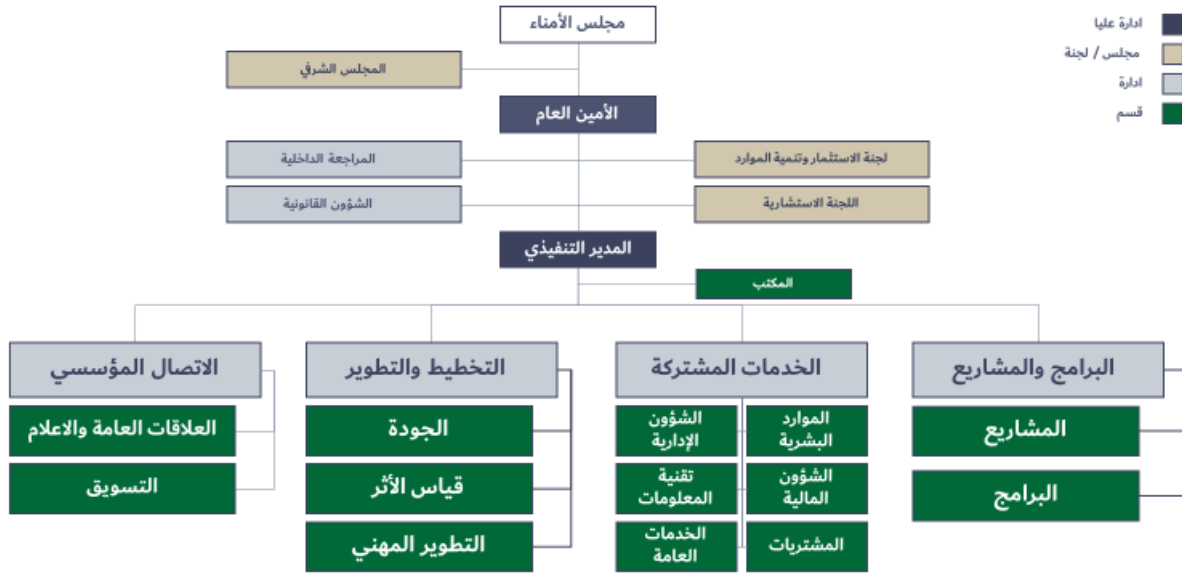 مجلس الأمناء
ادارة عليا
مجلس / لجنة
ادارة
قسم
المجلس الشرفي
الأمين العام
لجنة الاستثمار وتنمية الموارد
المراجعة الداخلية
اللجنة الاستشارية
الشؤون القانونية
المدير التنفيذي
المكتب
البرامج والمشاريع
المشاريع
البرامج
الخدمات المشتركة
الموارد
البشرية
الشؤون
الإدارية
الشؤون
المالية
تقنية
المعلومات
المشتريات
الخدمات
العامة
التخطيط والتطوير
الجودة
قياس الأثر
التطوير المهني
الاتصال المؤسسي
العلاقات العامة والاعلام
التسويق